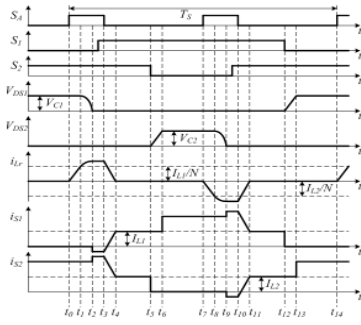 S_A
T_S
t
S_1
t
S_2
t
V_DS1
V_C1
t
V_DS2
V_C2
t
i_Lr
I_L1/N
I_L2/N
t
i_S1
I_L1
t
i_S2
I_L2
t
t_0 t_1 t_2 t_3 t_4 t_5 t_6 t_7 t_8 t_9 t_10 t_11 t_12 t_13 t_14